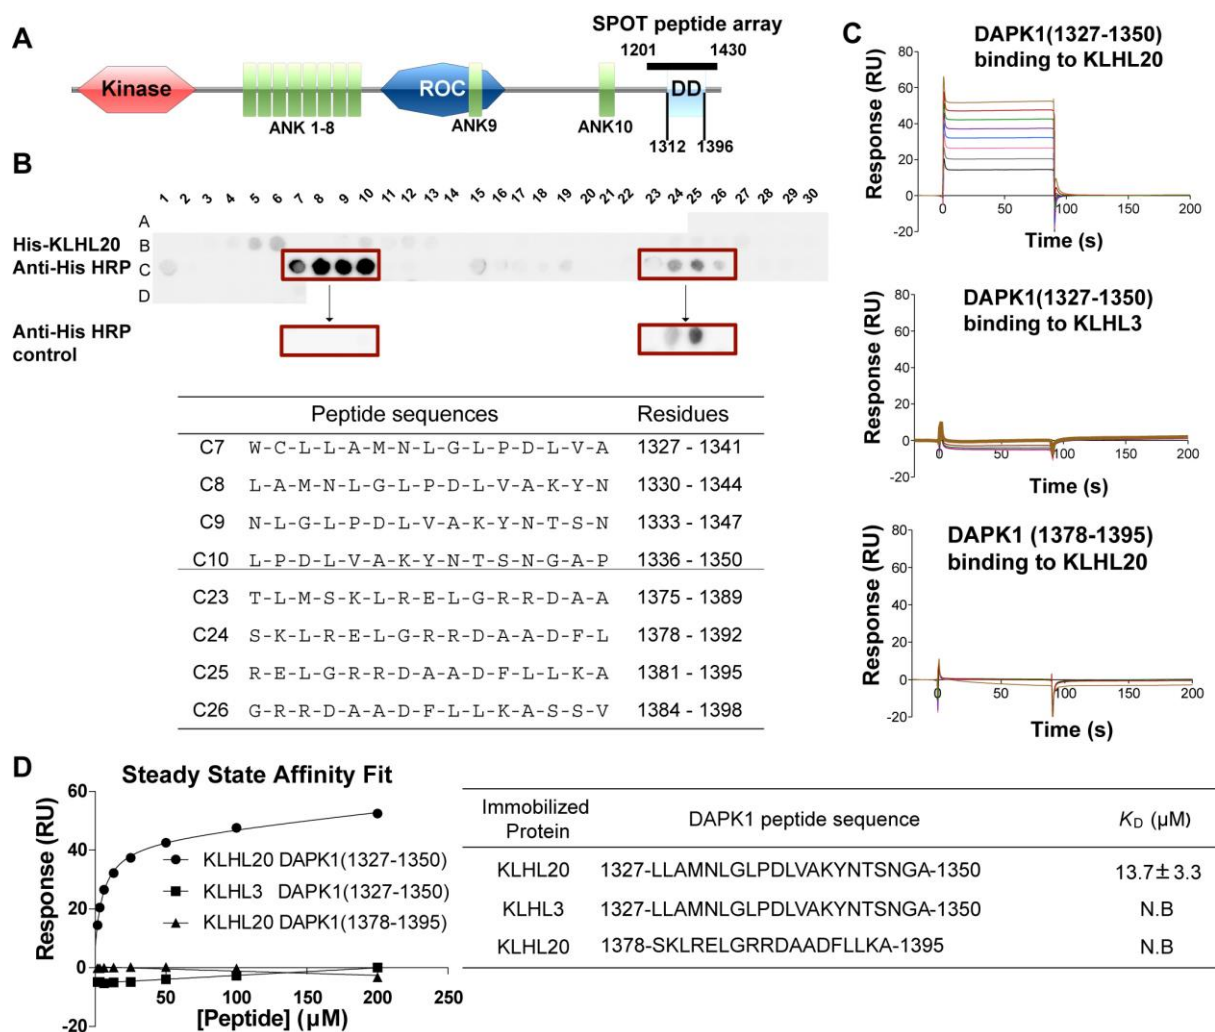 A
SPOT peptide array
1201 1430
Kinase ROC DD
ANK 1-8 ANK9 ANK10
1312 1396
B
1 2 3 4 5 6 7 8 9 10 11 12 13 14 15 16 17 18 19 20 21 22 23 24 25 26 27 28 29 30
A
His-KLHL20 B
Anti-His HRP C
D
Anti-His HRP
control
Peptide sequences Residues
C7 W-C-L-L-A-M-N-L-G-L-P-D-L-V-A 1327 - 1341
C8 L-A-M-N-L-G-L-P-D-L-V-A-K-Y-N 1330 - 1344
C9 N-L-G-L-P-D-L-V-A-K-Y-N-T-S-N 1333 - 1347
C10 L-P-D-L-V-A-K-Y-N-T-S-N-G-A-P 1336 - 1350
C23 T-L-M-S-K-L-R-E-L-G-R-R-D-A-A 1375 - 1389
C24 S-K-L-R-E-L-G-R-R-D-A-A-D-F-L 1378 - 1392
C25 R-E-L-G-R-R-D-A-A-D-F-L-L-K-A 1381 - 1395
C26 G-R-R-D-A-A-D-F-L-L-K-A-S-S-V 1384 - 1398
C
DAPK1(1327-1350)
binding to KLHL20
Response (RU)
80
60
40
20
0
-20
0 50 100 150 200
Time (s)
DAPK1(1327-1350)
binding to KLHL3
Response (RU)
80
60
40
20
0
-20
0 50 100 150 200
Time (s)
DAPK1 (1378-1395)
binding to KLHL20
Response (RU)
80
60
40
20
0
-20
0 50 100 150 200
Time (s)
D
Steady State Affinity Fit
Response (RU)
60
40
20
0
-20
50 100 150 200 250
[Peptide] (µM)
KLHL20 DAPK1(1327-1350)
KLHL3 DAPK1(1327-1350)
KLHL20 DAPK1(1378-1395)
Immobilized
Protein DAPK1 peptide sequence KD (µM)
KLHL20 1327-LLAMNLGLPDLVAKYNTSNGA-1350 13.7± 3.3
KLHL3 1327-LLAMNLGLPDLVAKYNTSNGA-1350 N.B
KLHL20 1378-SKLRELGRRDAADFLLKA-1395 N.B